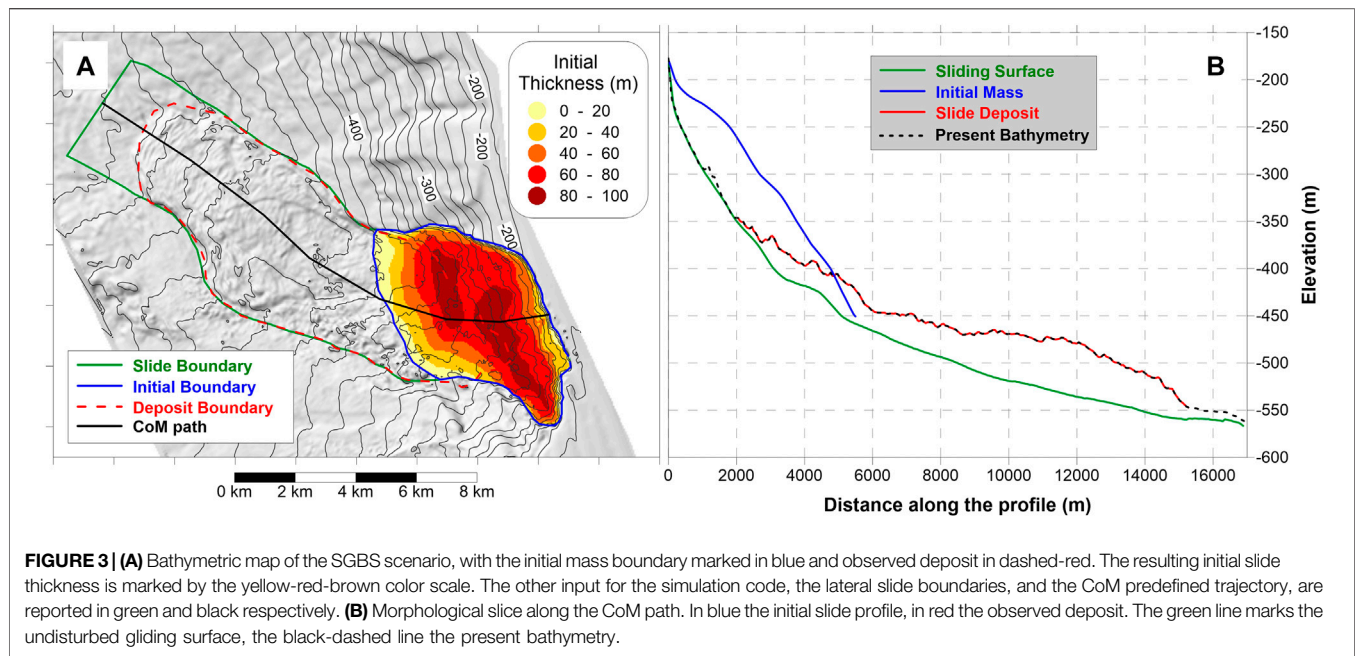 A
Initial
Thickness (m)
0 - 20
20 - 40
40 - 60
60 - 80
80 - 100
-200
-400
-200
-300
-200
Slide Boundary
Initial Boundary
Deposit Boundary
CoM path
0 km 2 km 4 km 6 km 8 km
B
Sliding Surface
Initial Mass
Slide Deposit
Present Bathymetry
-150
-200
-250
-300
-350
-400
-450
-500
-550
-600
Elevation (m)
0 2000 4000 6000 8000 10000 12000 14000 16000
Distance along the profile (m)
FIGURE 3 | (A) Bathymetric map of the SGBS scenario, with the initial mass boundary marked in blue and observed deposit in dashed-red. The resulting initial slide
thickness is marked by the yellow-red-brown color scale. The other input for the simulation code, the lateral slide boundaries, and the CoM predefined trajectory, are
reported in green and black respectively. (B) Morphological slice along the CoM path. In blue the initial slide profile, in red the observed deposit. The green line marks the
undisturbed gliding surface, the black-dashed line the present bathymetry.